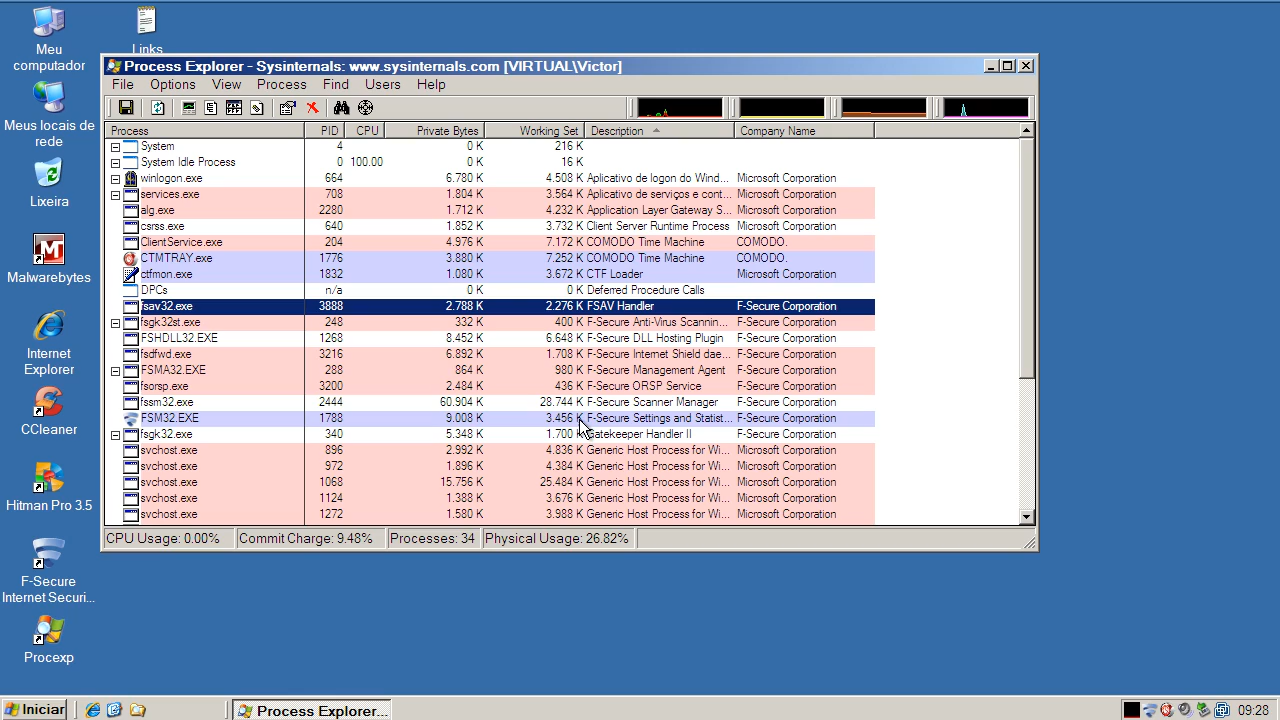 Meu
computador
Links
Meus locais de
rede
Lixeira
Malwarebytes
Internet
Explorer
CCleaner
Hitman Pro 3.5
F-Secure
Internet Securi...
Procexp
Process Explorer - Sysinternals: www.sysinternals.com [VIRTUAL\Victor]
File Options View Process Find Users Help
Process PID CPU Private Bytes Working Set Description Company Name
System 4 0 K 216 K
System Idle Process 0 100.00 0 K 16 K
winlogon.exe 664 6.780 K 4.508 K Aplicativo de logon do Wind... Microsoft Corporation
services.exe 708 1.804 K 3.564 K Aplicativo de serviços e cont... Microsoft Corporation
alg.exe 2280 1.712 K 4.232 K Application Layer Gateway S... Microsoft Corporation
csrss.exe 640 1.852 K 3.732 K Client Server Runtime Process Microsoft Corporation
ClientService.exe 204 4.976 K 7.172 K COMODO Time Machine COMODO.
CTMTRAY.exe 1776 3.880 K 7.252 K COMODO Time Machine COMODO.
ctfmon.exe 1832 1.080 K 3.672 K CTF Loader Microsoft Corporation
DPCs n/a 0 K 0 K Deferred Procedure Calls
fsav32.exe 3888 2.788 K 2.276 K FSAV Handler F-Secure Corporation
fsgk32st.exe 248 332 K 400 K F-Secure Anti-Virus Scannin... F-Secure Corporation
FSHDLL32.EXE 1268 8.452 K 6.648 K F-Secure DLL Hosting Plugin F-Secure Corporation
fsdfwd.exe 3216 6.892 K 1.708 K F-Secure Internet Shield dae... F-Secure Corporation
FSMA32.EXE 288 864 K 980 K F-Secure Management Agent F-Secure Corporation
fsorsp.exe 3200 2.484 K 436 K F-Secure ORSP Service F-Secure Corporation
fssm32.exe 2444 60.904 K 28.744 K F-Secure Scanner Manager F-Secure Corporation
FSM32.EXE 1788 9.008 K 3.456 K F-Secure Settings and Statist... F-Secure Corporation
fsgk32.exe 340 5.348 K 1.700 K Gatekeeper Handler II F-Secure Corporation
svchost.exe 896 2.992 K 4.836 K Generic Host Process for Wi... Microsoft Corporation
svchost.exe 972 1.896 K 4.384 K Generic Host Process for Wi... Microsoft Corporation
svchost.exe 1068 15.756 K 25.484 K Generic Host Process for Wi... Microsoft Corporation
svchost.exe 1124 1.388 K 3.676 K Generic Host Process for Wi... Microsoft Corporation
svchost.exe 1272 1.580 K 3.988 K Generic Host Process for Wi... Microsoft Corporation
CPU Usage: 0.00% Commit Charge: 9.48% Processes: 34 Physical Usage: 26.82%
Iniciar Process Explorer... 09:28